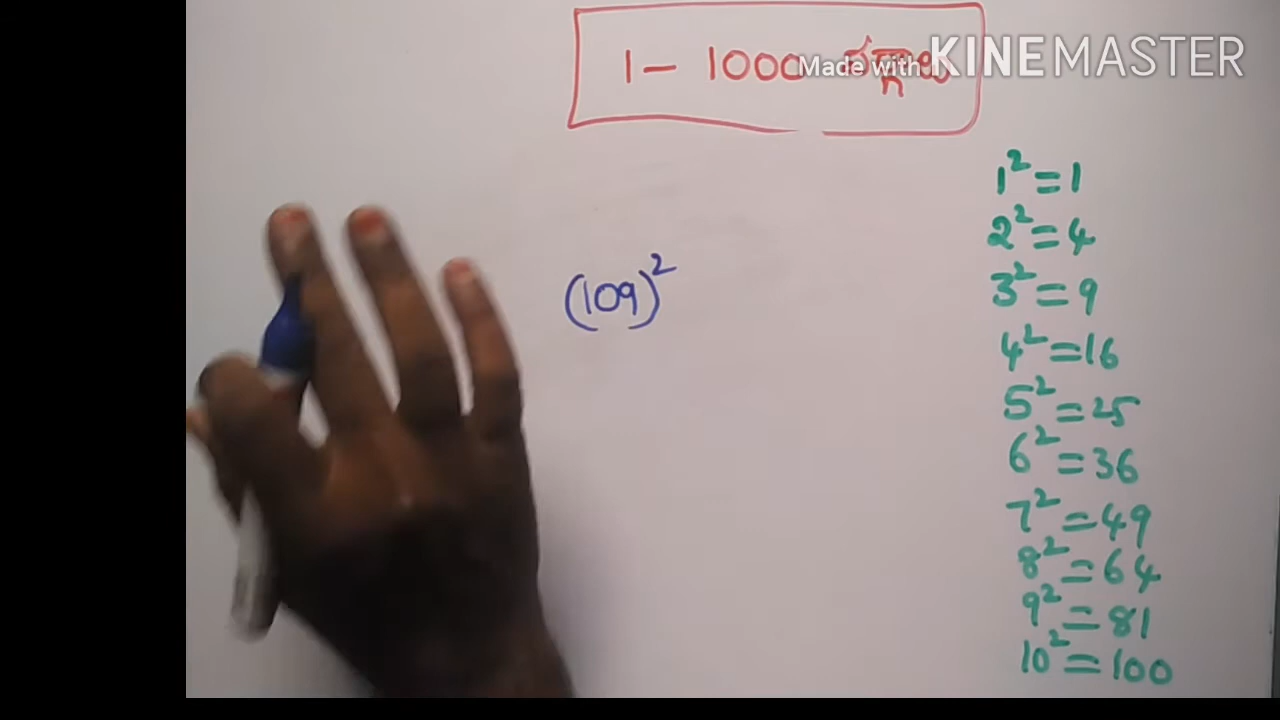 1 - 1000
Made with KINEMASTER
(109)²
1² = 1
2² = 4
3² = 9
4² = 16
5² = 25
6² = 36
7² = 49
8² = 64
9² = 81
10² = 100